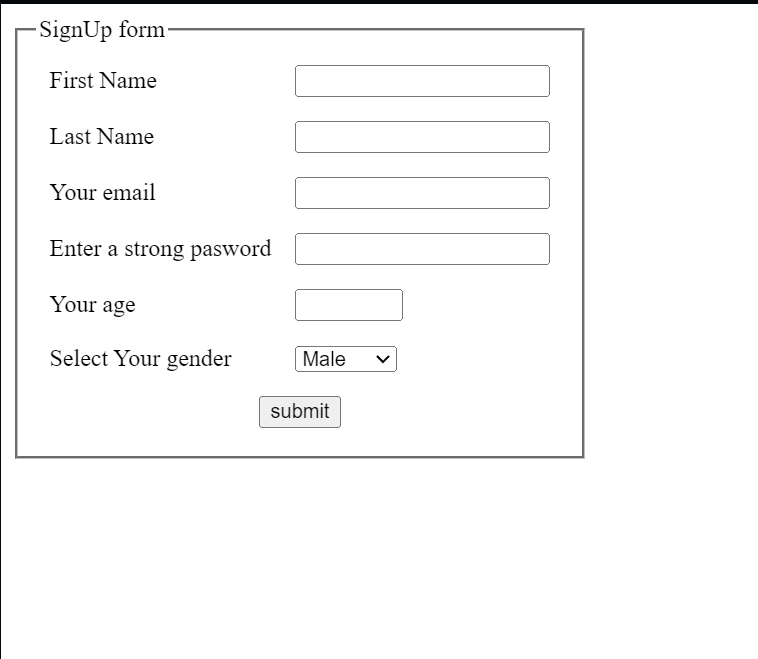 SignUp form
First Name
Last Name
Your email
Enter a strong pasword
Your age
Select Your gender Male
submit